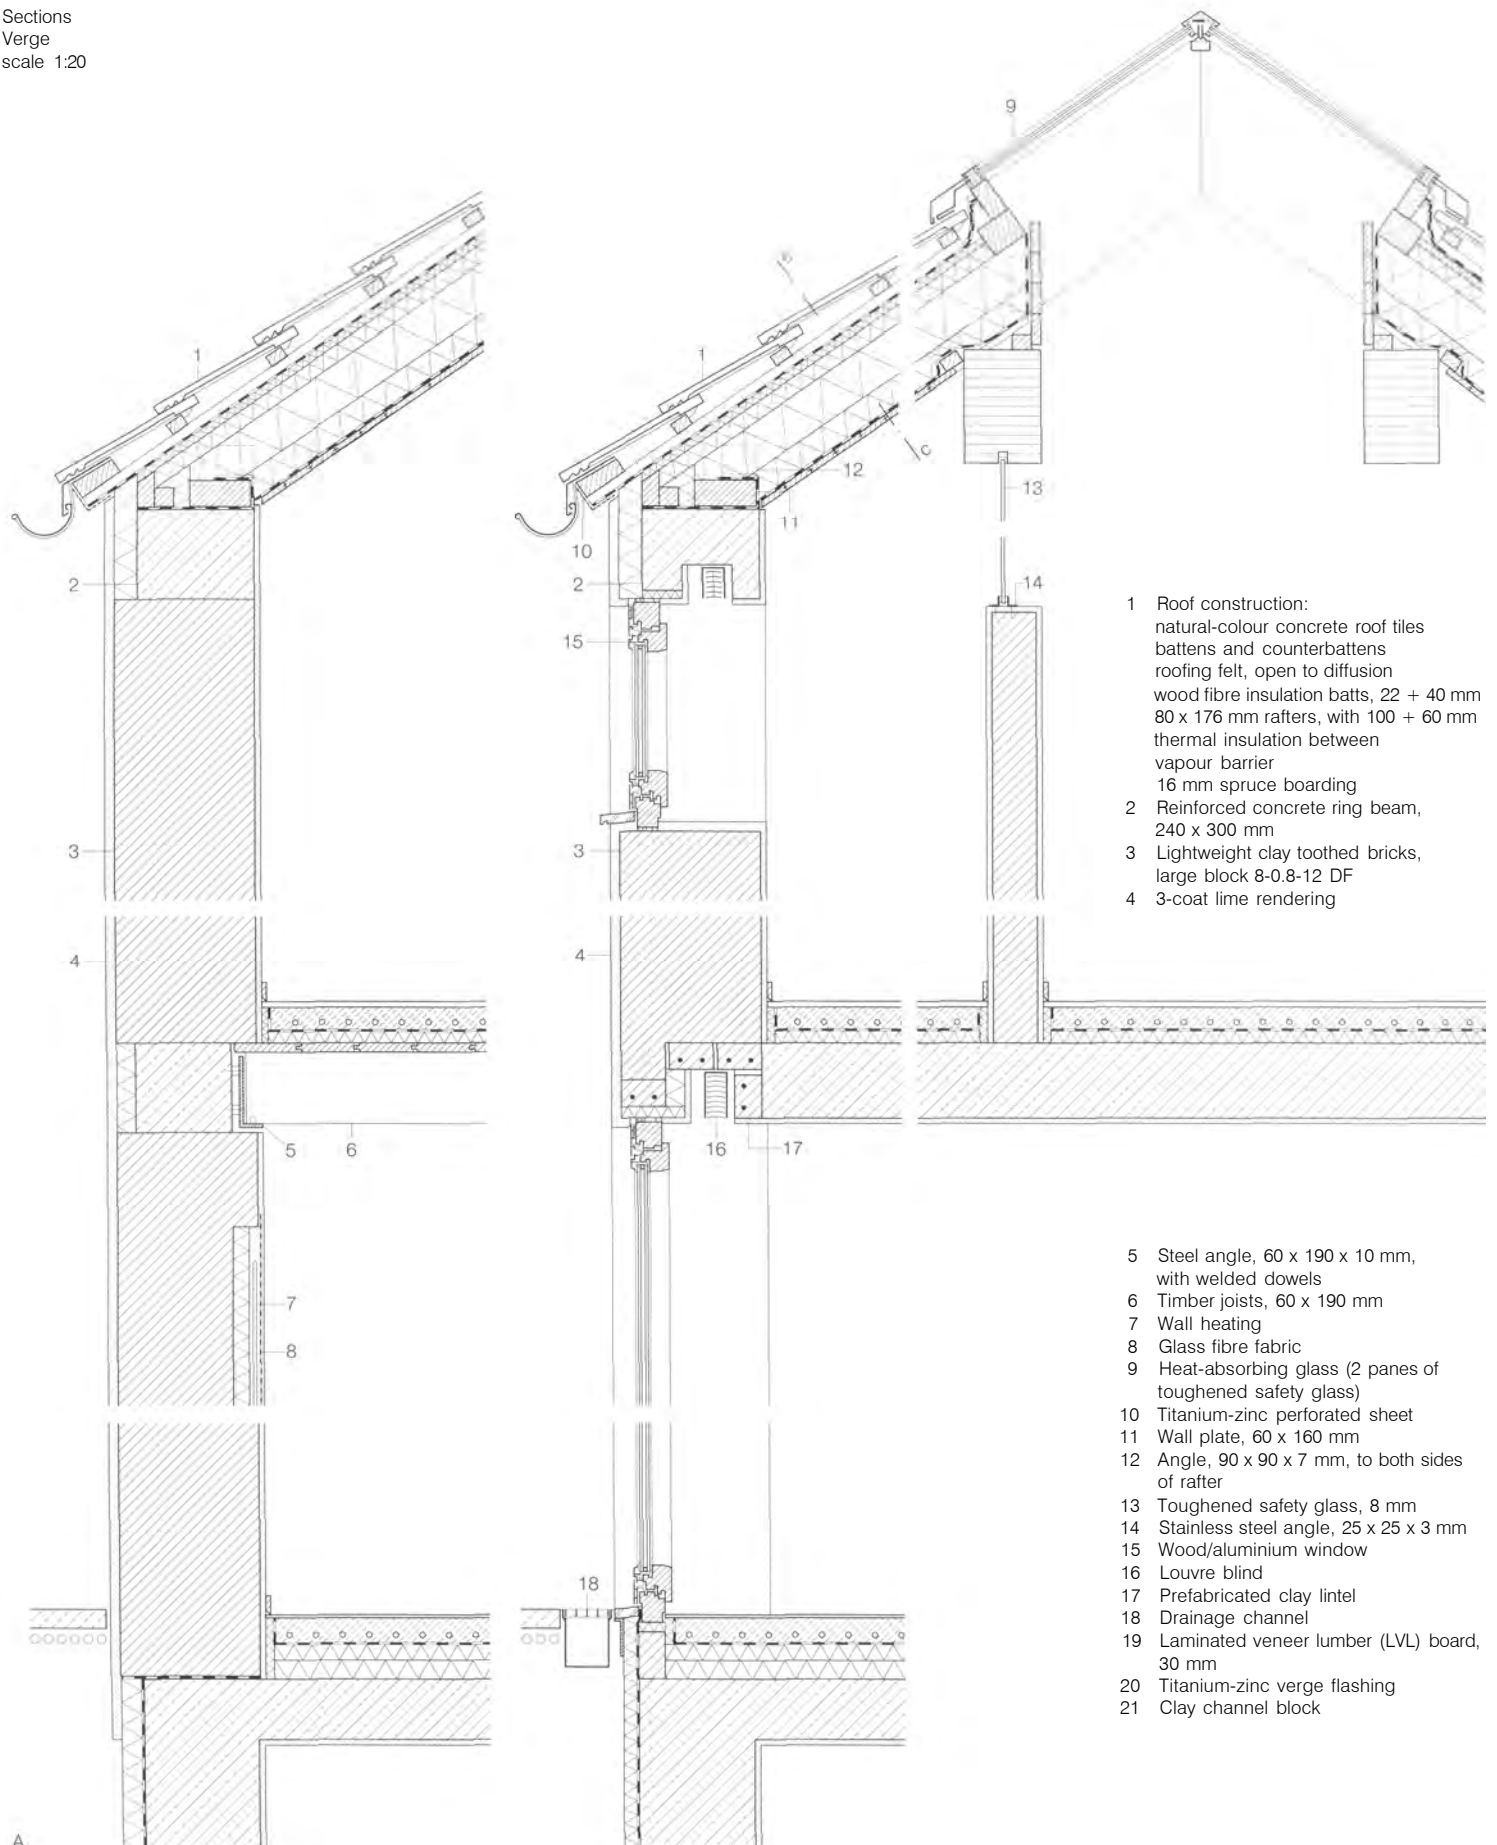 Sections
Verge
scale 1:20
9
1
1
12
13
11
10
2
2
14
15
3
3
4
4
5
6
16
17
7
8
18
A
c
1 Roof construction:
natural-colour concrete roof tiles
battens and counterbattens
roofing felt, open to diffusion
wood fibre insulation batts, 22 + 40 mm
80 x 176 mm rafters, with 100 + 60 mm
thermal insulation between
vapour barrier
16 mm spruce boarding
2 Reinforced concrete ring beam,
240 x 300 mm
3 Lightweight clay toothed bricks,
large block 8-0.8-12 DF
4 3-coat lime rendering
5 Steel angle, 60 x 190 x 10 mm,
with welded dowels
6 Timber joists, 60 x 190 mm
7 Wall heating
8 Glass fibre fabric
9 Heat-absorbing glass (2 panes of
toughened safety glass)
10 Titanium-zinc perforated sheet
11 Wall plate, 60 x 160 mm
12 Angle, 90 x 90 x 7 mm, to both sides
of rafter
13 Toughened safety glass, 8 mm
14 Stainless steel angle, 25 x 25 x 3 mm
15 Wood/aluminium window
16 Louvre blind
17 Prefabricated clay lintel
18 Drainage channel
19 Laminated veneer lumber (LVL) board,
30 mm
20 Titanium-zinc verge flashing
21 Clay channel block